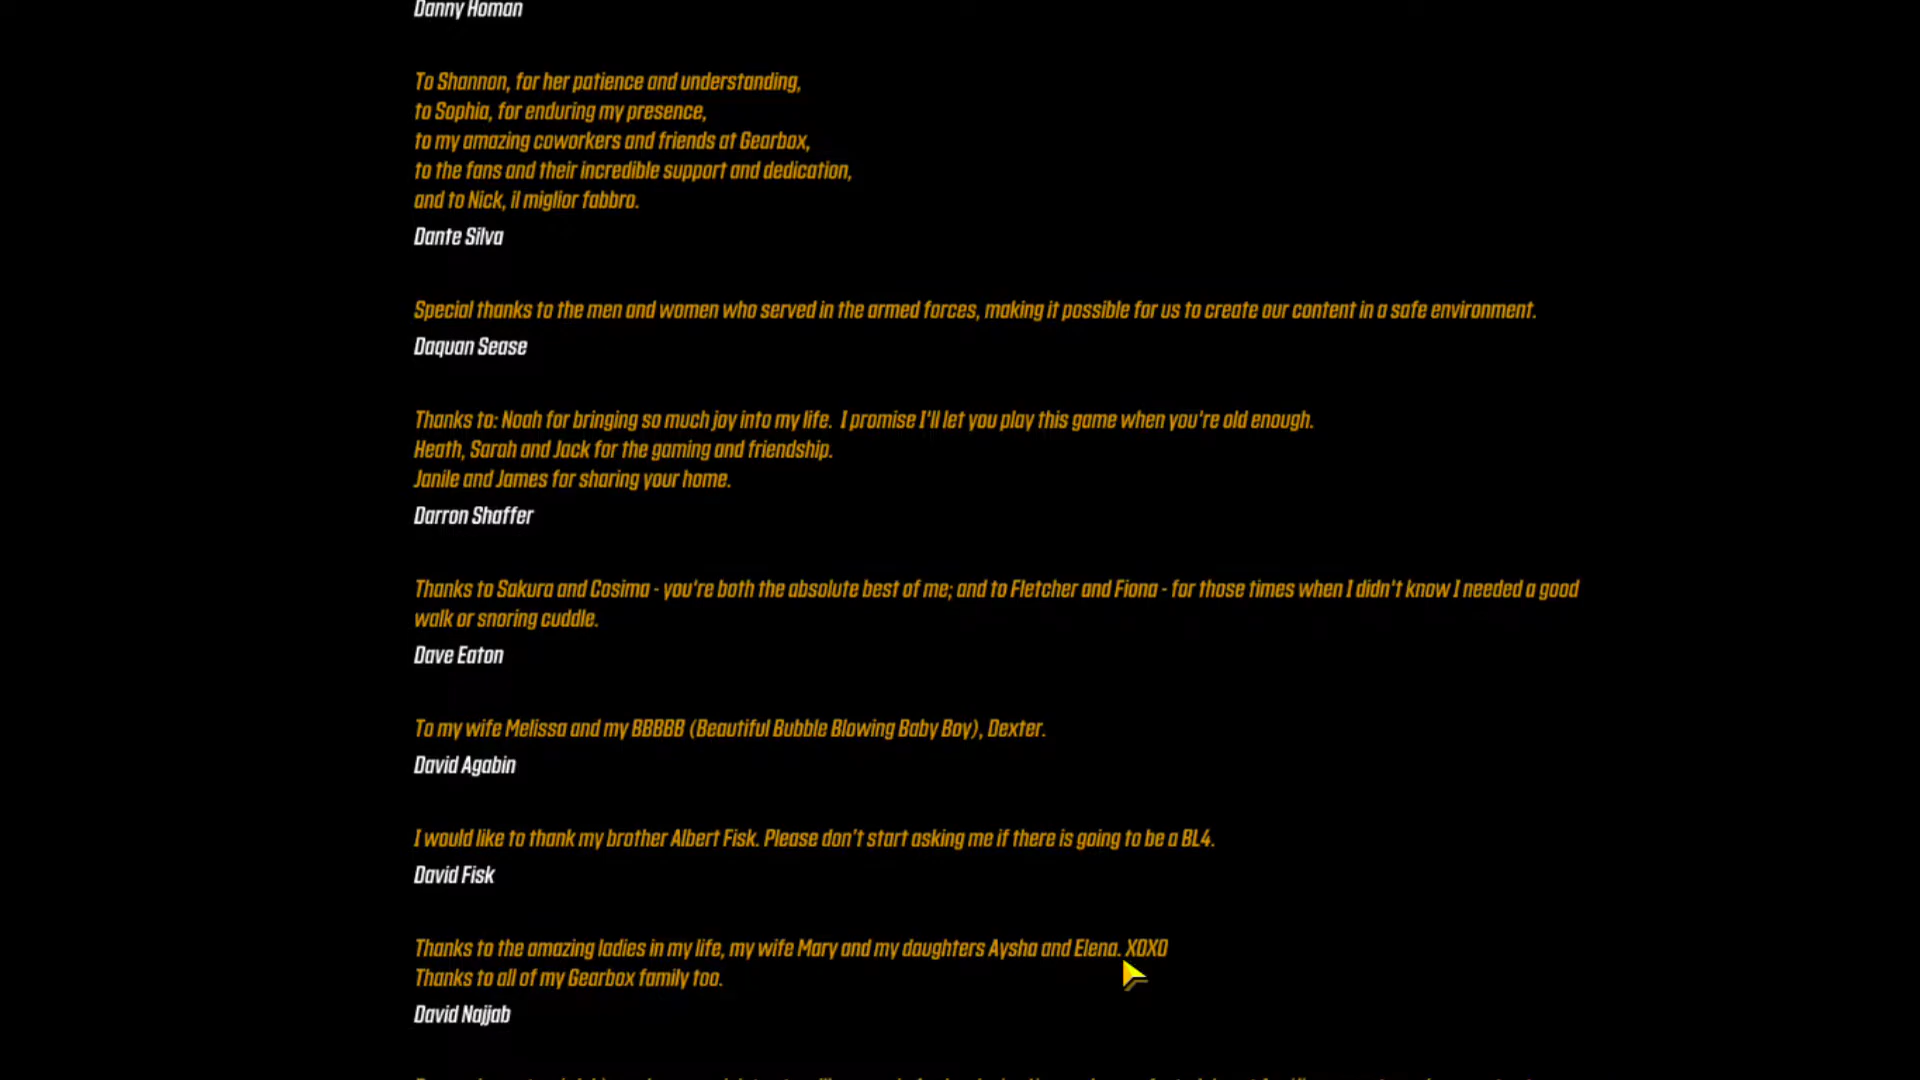 Danny Homan
To Shannon, for her patience and understanding,
to Sophia, for enduring my presence,
to my amazing coworkers and friends at Gearbox,
to the fans and their incredible support and dedication,
and to Nick, il miglior fabbro.
Dante Silva
Special thanks to the men and women who served in the armed forces, making it possible for us to create our content in a safe environment.
Daquan Sease
Thanks to: Noah for bringing so much joy into my life.  I promise I'll let you play this game when you're old enough.
Heath, Sarah and Jack for the gaming and friendship.
Janile and James for sharing your home.
Darron Shaffer
Thanks to Sakura and Cosima - you're both the absolute best of me; and to Fletcher and Fiona - for those times when I didn't know I needed a good
walk or snoring cuddle.
Dave Eaton
To my wife Melissa and my BBBBB (Beautiful Bubble Blowing Baby Boy), Dexter.
David Agabin
I would like to thank my brother Albert Fisk. Please don't start asking me if there is going to be a BL4.
David Fisk
Thanks to the amazing ladies in my life, my wife Mary and my daughters Aysha and Elena. XOXO
Thanks to all of my Gearbox family too.
David Najjab